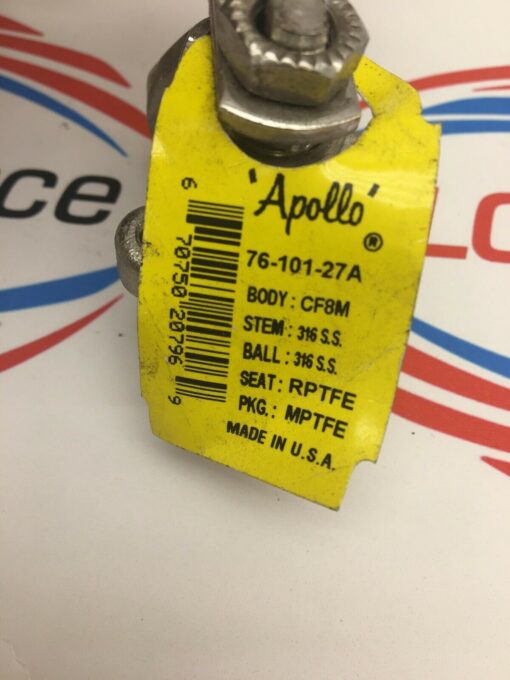 'Apollo'®
76-101-27A
BODY: CF8M
STEM: 316 S.S.
BALL: 316 S.S.
SEAT: RPTFE
PKG.: MPTFE
MADE IN U.S.A.
6 70750 20796 9
ce
LO